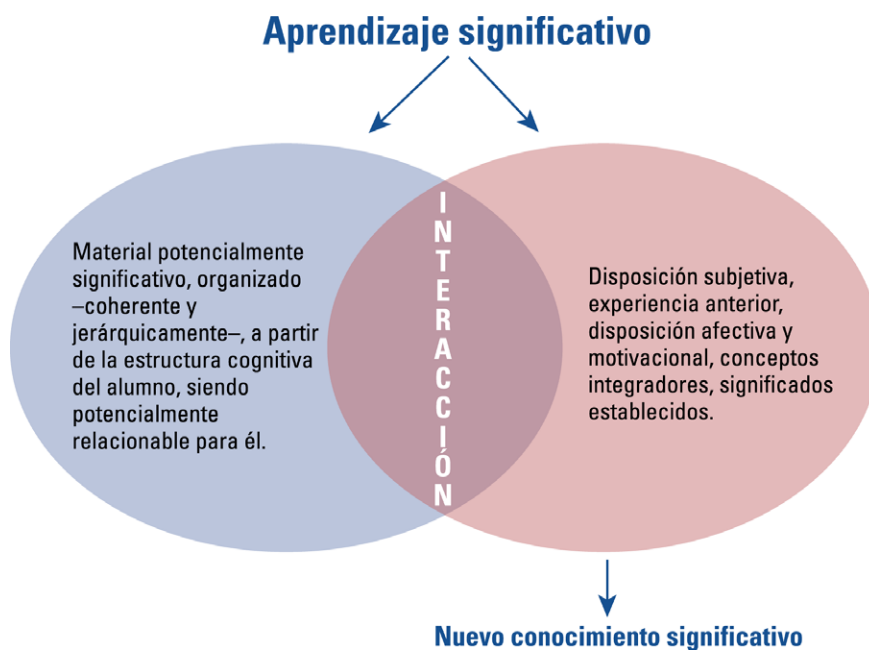 Aprendizaje significativo
Material potencialmente
significativo, organizado
–coherente y
jerárquicamente–, a partir
de la estructura cognitiva
del alumno, siendo
potencialmente
relacionable para él.
INTERACCIÓN
Disposición subjetiva,
experiencia anterior,
disposición afectiva y
motivacional, conceptos
integradores, significados
establecidos.
Nuevo conocimiento significativo